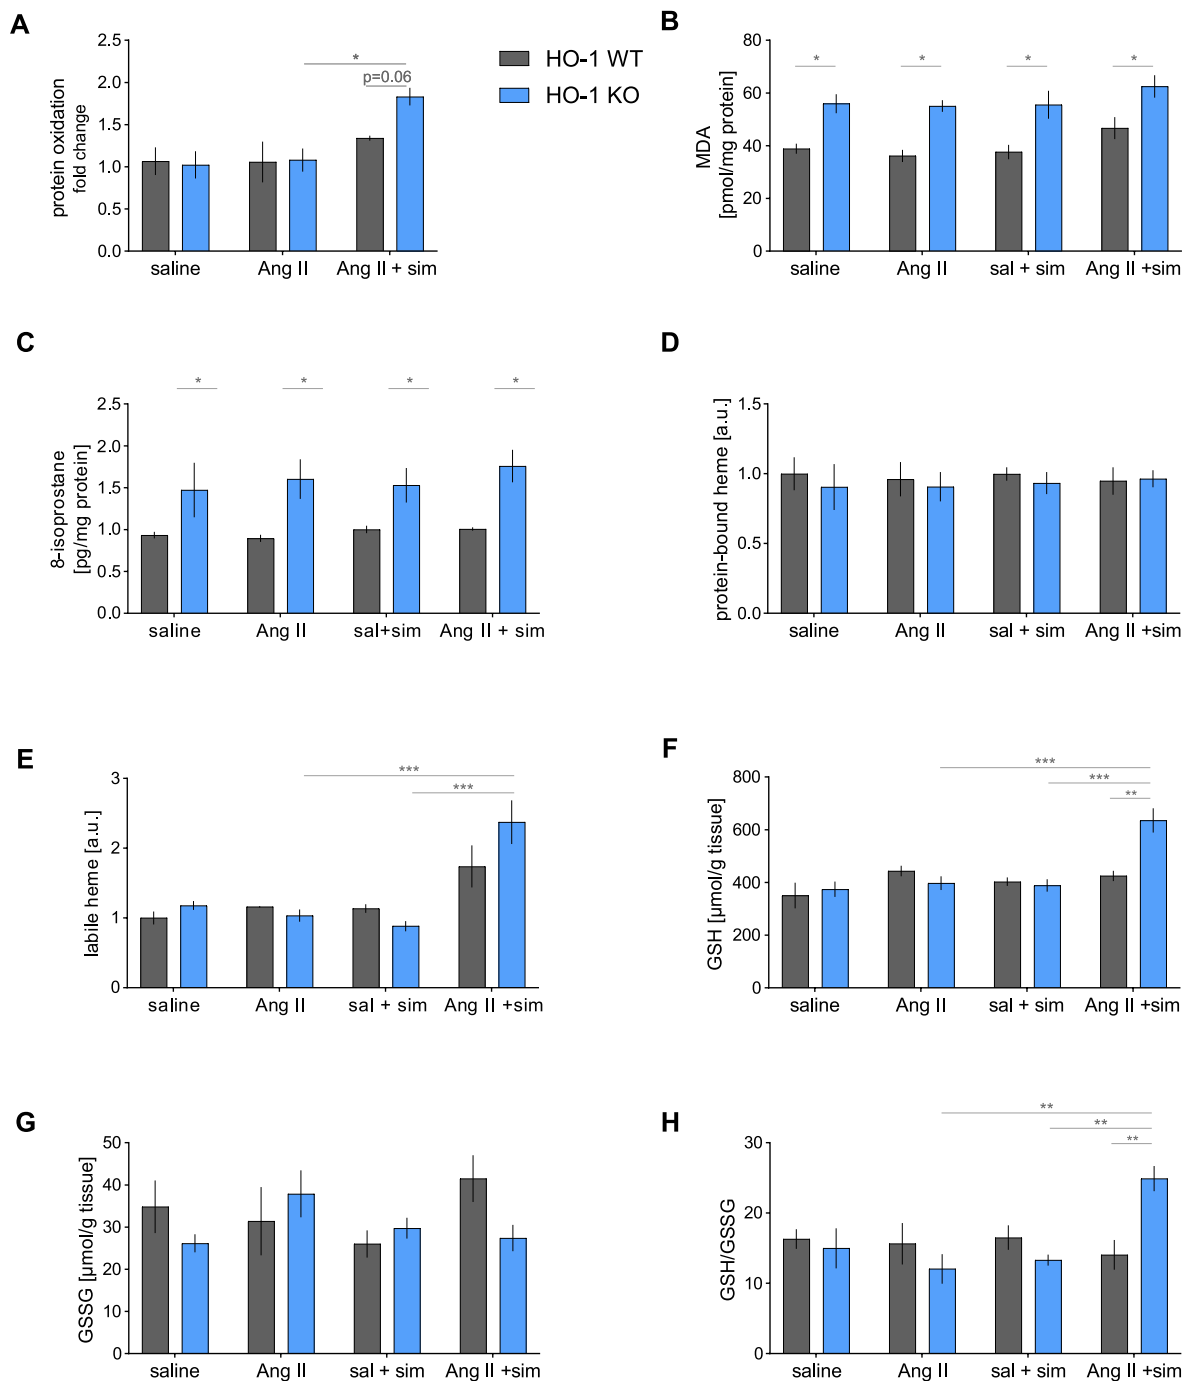 A
2.5
2.0
1.5
1.0
0.5
0.0
protein oxidation
fold change
*
p=0.06
saline
Ang II
Ang II + sim
HO-1 WT
HO-1 KO
B
80
60
40
20
0
MDA
[pmol/mg protein]
*
*
*
*
saline
Ang II
sal + sim
Ang II +sim
C
2.5
2.0
1.5
1.0
0.5
0.0
8-isoprostane
[pg/mg protein]
*
*
*
*
saline
Ang II
sal+sim
Ang II + sim
D
1.5
1.0
0.5
0.0
protein-bound heme [a.u.]
saline
Ang II
sal + sim
Ang II +sim
E
3
2
1
0
labile heme [a.u.]
***
***
saline
Ang II
sal + sim
Ang II +sim
F
800
600
400
200
0
GSH [µmol/g tissue]
***
***
**
saline
Ang II
sal + sim
Ang II +sim
G
50
40
30
20
10
0
GSSG [µmol/g tissue]
saline
Ang II
sal + sim
Ang II +sim
H
30
20
10
0
GSH/GSSG
**
**
**
saline
Ang II
sal + sim
Ang II +sim